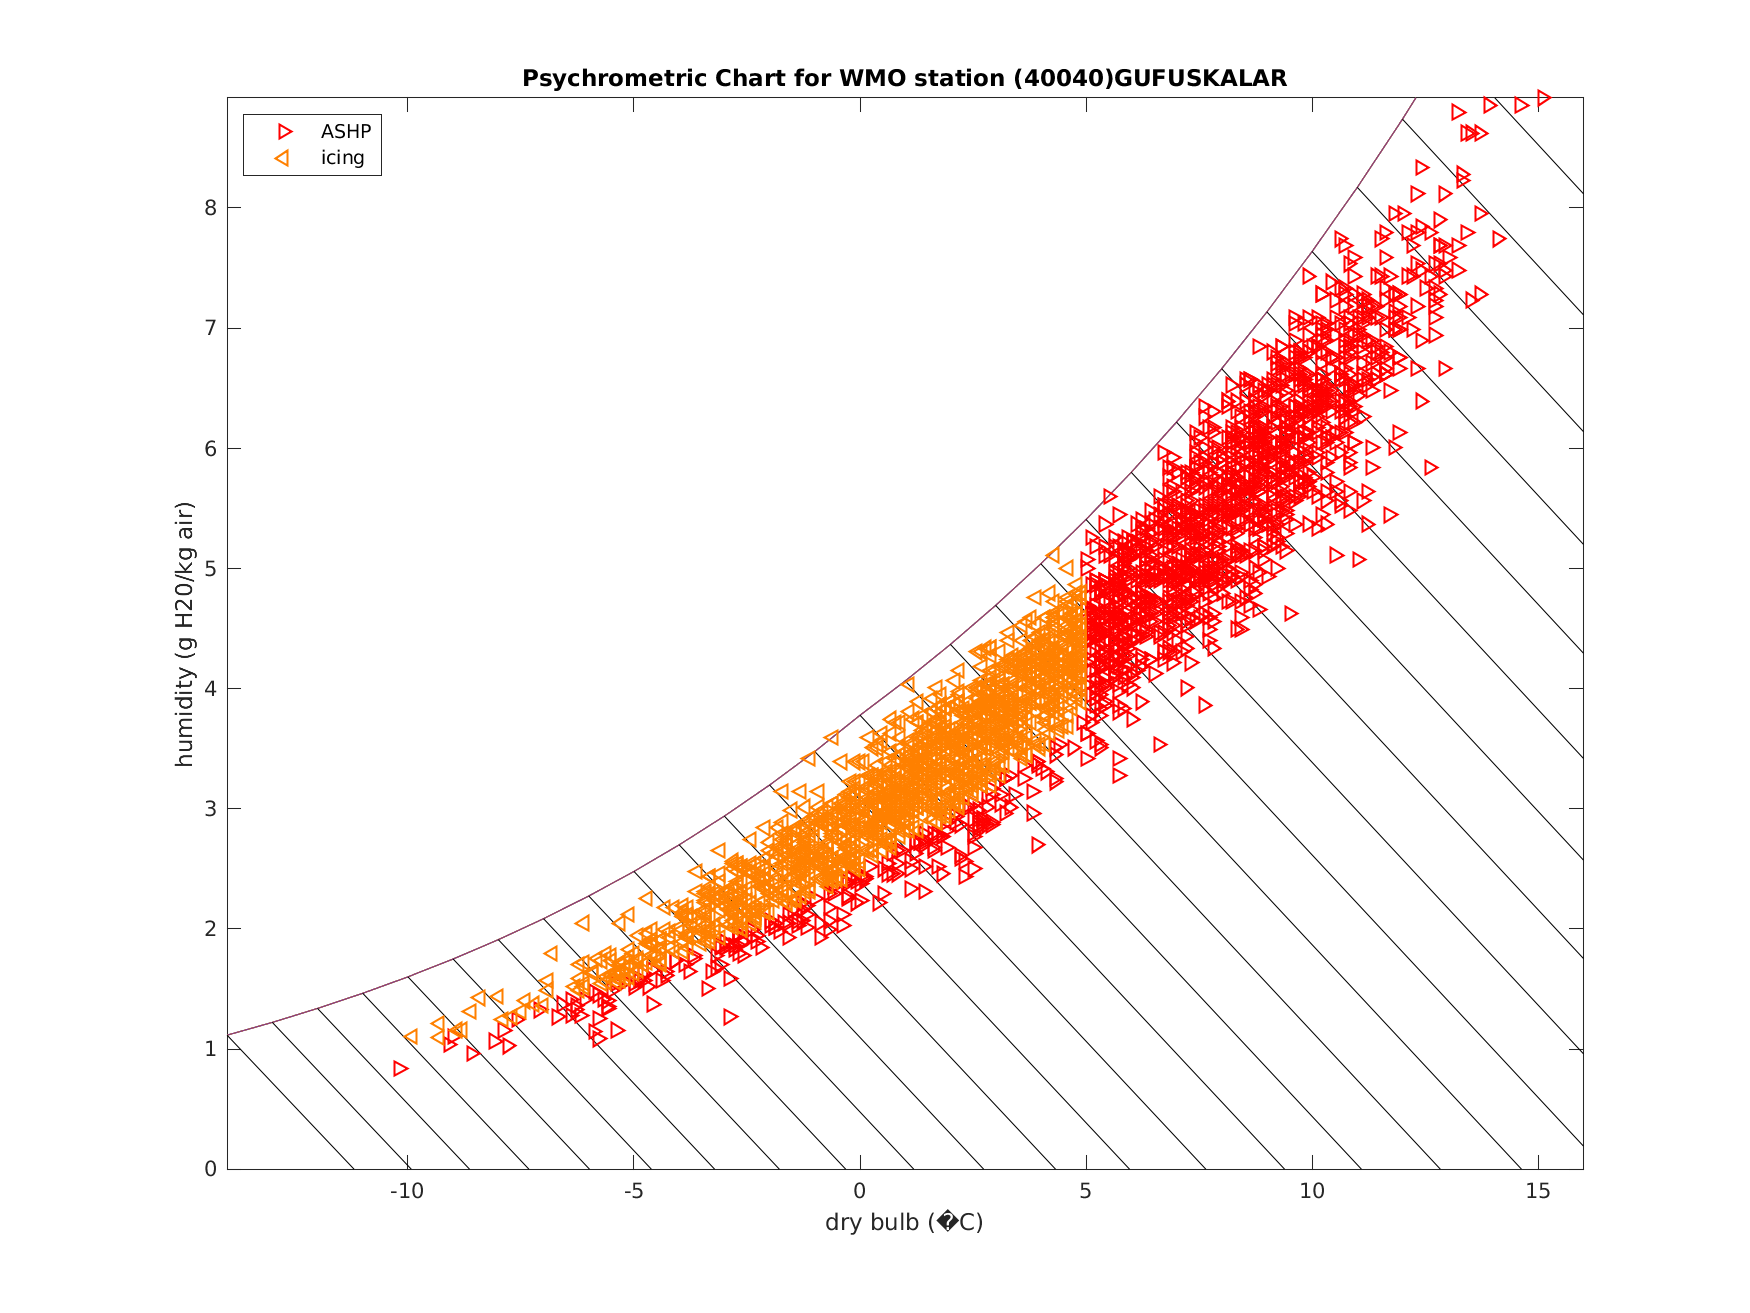 Psychrometric Chart for WMO station (40040)GUFUSKALAR
ASHP
icing
8
7
6
5
4
3
2
1
0
humidity (g H20/kg air)
-10 -5 0 5 10 15
dry bulb (�C)